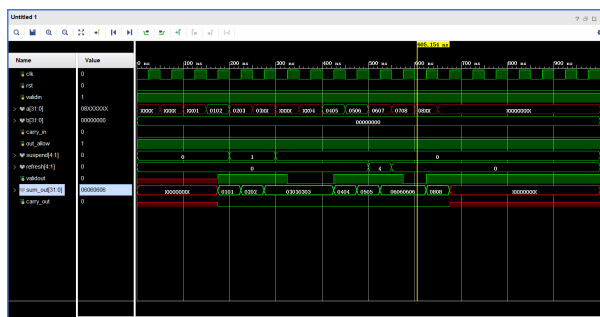 Untitled 1
605.154 ns
Name Value
0 ns 100 ns 200 ns 300 ns 400 ns 500 ns 600 ns 700 ns 800 ns 900 ns
clk 0
rst 0
validin 1
a[31:0] 08XXXXXX 0102 0203 0405 0506 0607 0708 08XX XXXXXXXX
b[31:0] 00000000 00000000
carry_in 0
out_allow 1
suspend[4:1] 0 0 1 0
refresh[4:1] 0 0 4 0
validout 0
sum_out[31:0] 06060606 XXXXXXXX 0101 0202 03030303 0404 0505 06060606 0808 XXXXXXXX
carry_out 0